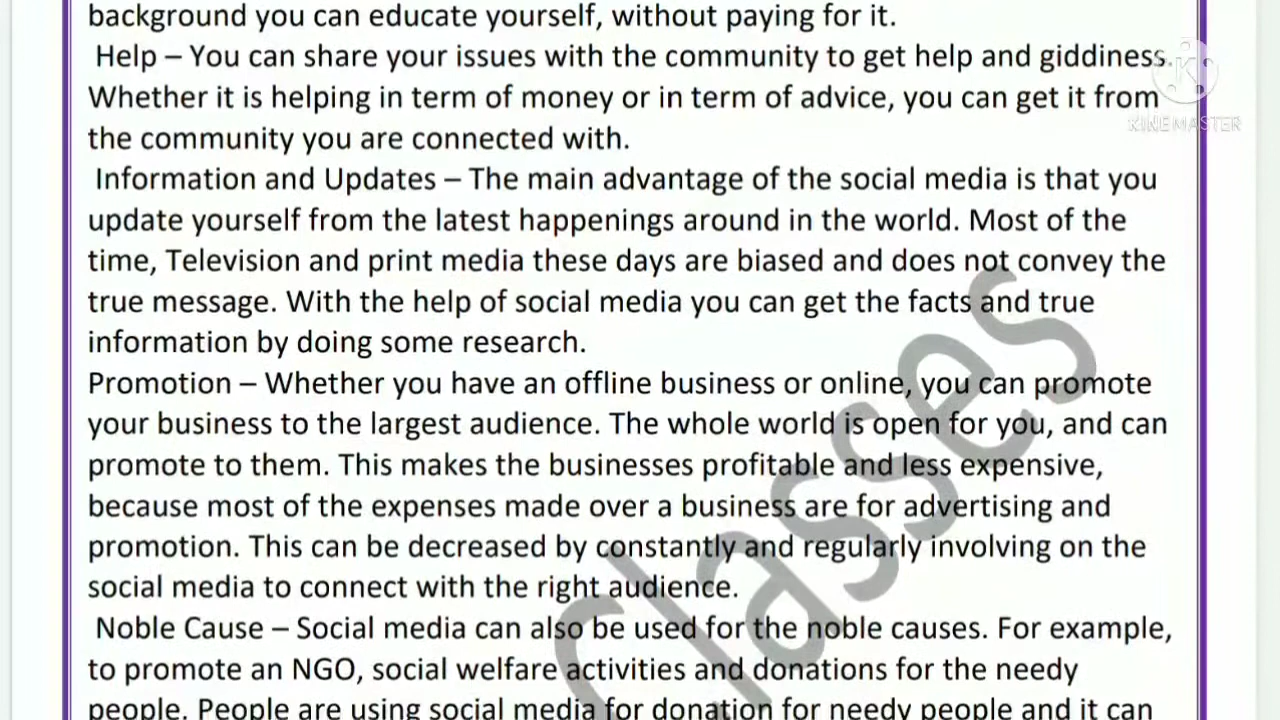 background you can educate yourself, without paying for it.
Help – You can share your issues with the community to get help and giddiness.
Whether it is helping in term of money or in term of advice, you can get it from
the community you are connected with.
Information and Updates – The main advantage of the social media is that you
update yourself from the latest happenings around in the world. Most of the
time, Television and print media these days are biased and does not convey the
true message. With the help of social media you can get the facts and true
information by doing some research.
Promotion – Whether you have an offline business or online, you can promote
your business to the largest audience. The whole world is open for you, and can
promote to them. This makes the businesses profitable and less expensive,
because most of the expenses made over a business are for advertising and
promotion. This can be decreased by constantly and regularly involving on the
social media to connect with the right audience.
Noble Cause – Social media can also be used for the noble causes. For example,
to promote an NGO, social welfare activities and donations for the needy
people. People are using social media for donation for needy people and it can
Classes
K
KINEMASTER